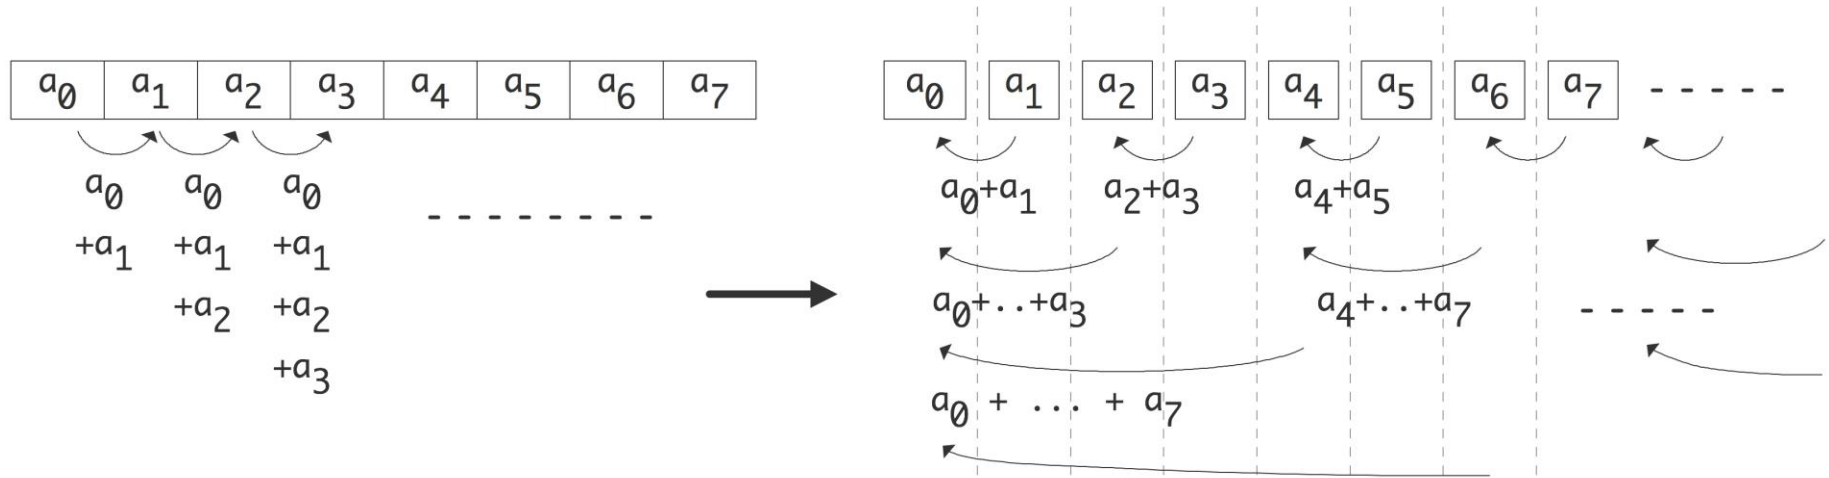 a0 a1 a2 a3 a4 a5 a6 a7
a0 a0 a0
+a1 +a1 +a1
+a2 +a2
+a3
a0 a1 a2 a3 a4 a5 a6 a7
a0+a1 a2+a3 a4+a5
a0+..+a3 a4+..+a7
a0 + ... + a7